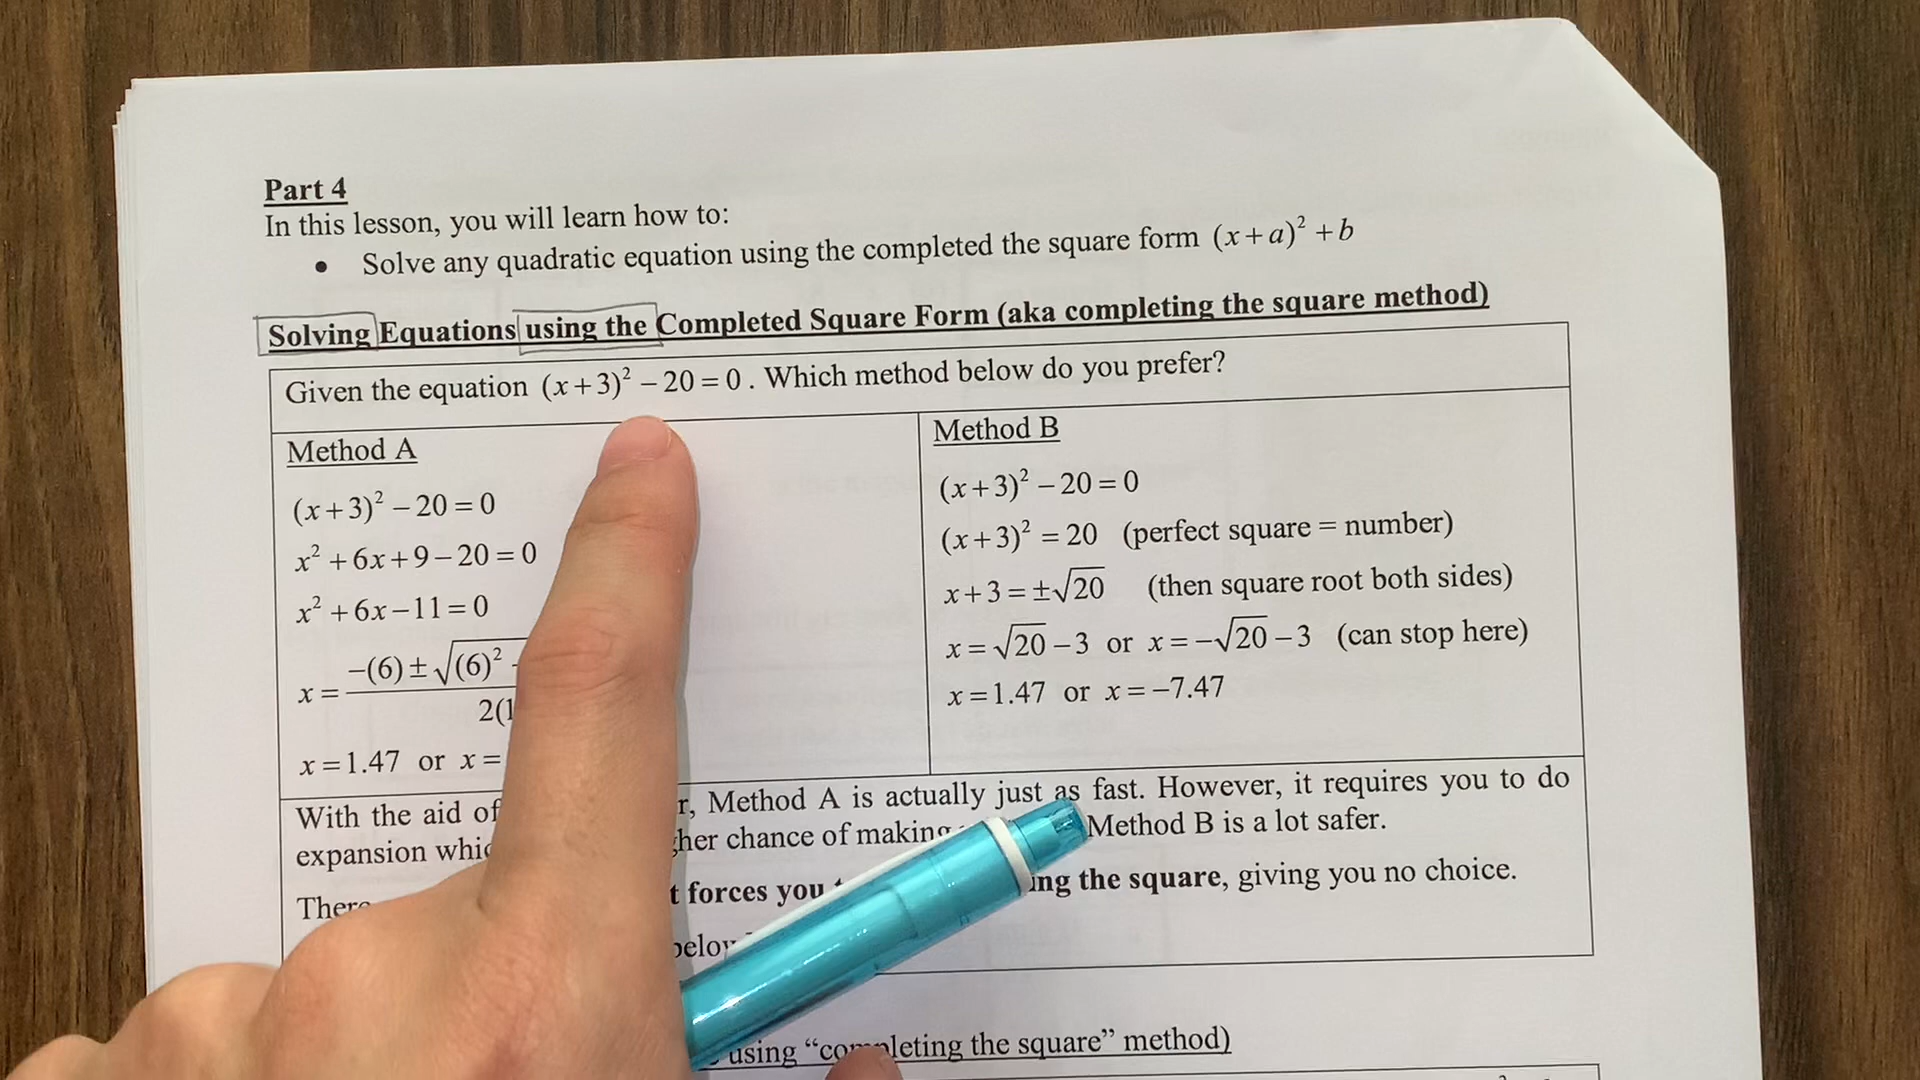 Part 4
In this lesson, you will learn how to:
• Solve any quadratic equation using the completed the square form (x+a)² + b
Solving Equations using the Completed Square Form (aka completing the square method)
Given the equation (x+3)² − 20 = 0. Which method below do you prefer?
Method A
(x+3)² − 20 = 0
x² + 6x + 9 − 20 = 0
x² + 6x − 11 = 0
x = −(6) ± √(6)²
2(1
x = 1.47 or x =
Method B
(x+3)² − 20 = 0
(x+3)² = 20 (perfect square = number)
x + 3 = ±√20 (then square root both sides)
x = √20 − 3 or x = −√20 − 3 (can stop here)
x = 1.47 or x = −7.47
With the aid of r, Method A is actually just as fast. However, it requires you to do
expansion chance of making Method B is a lot safer.
forces you the square, giving you no choice.
using "completing the square" method)